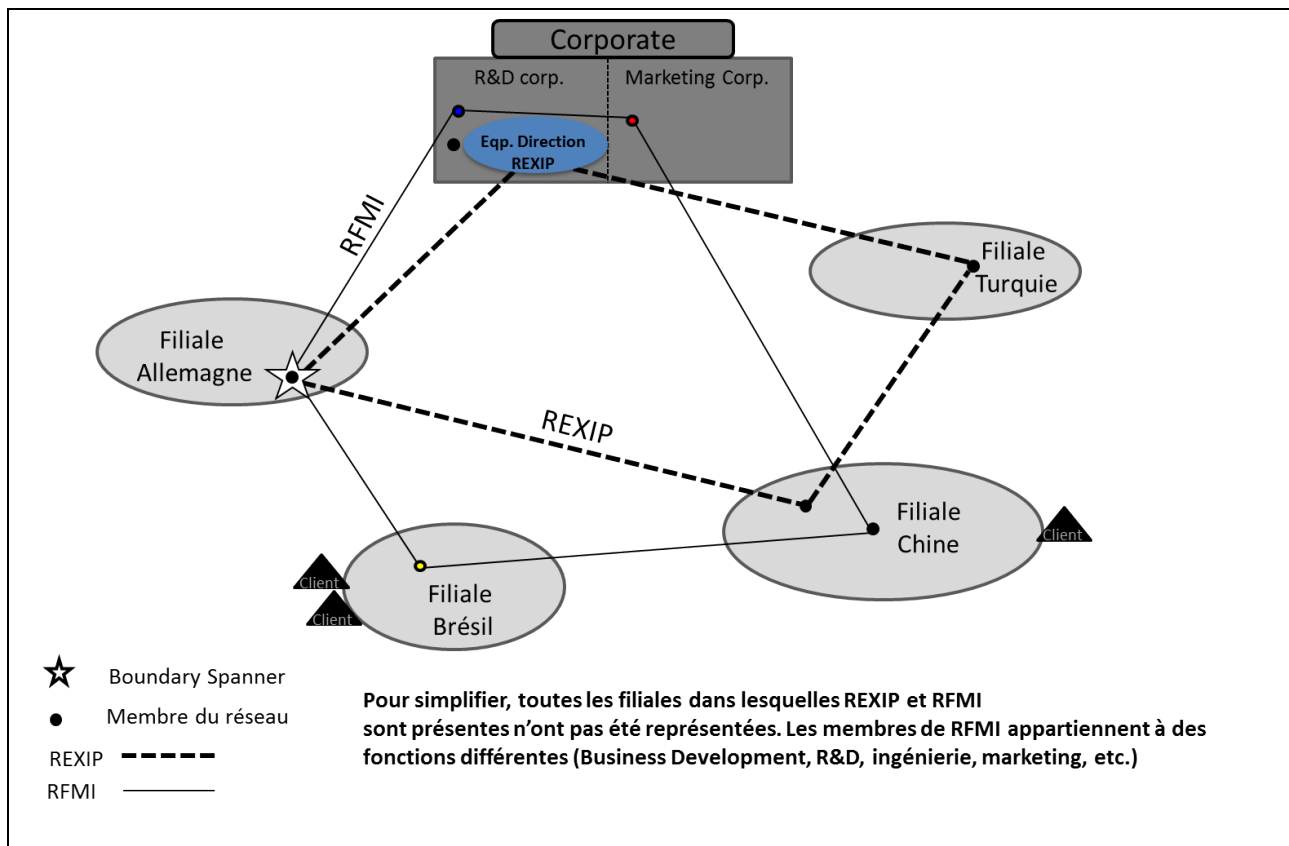 Corporate
R&D corp.
Marketing Corp.
Eqp. Direction
REXIP
RFMI
Filiale
Turquie
Filiale
Allemagne
REXIP
Filiale
Chine
Client
Client
Client
Filiale
Brésil
Boundary Spanner
Membre du réseau
REXIP
RFMI
Pour simplifier, toutes les filiales dans lesquelles REXIP et RFMI
sont présentes n’ont pas été représentées. Les membres de RFMI appartiennent à des
fonctions différentes (Business Development, R&D, ingénierie, marketing, etc.)